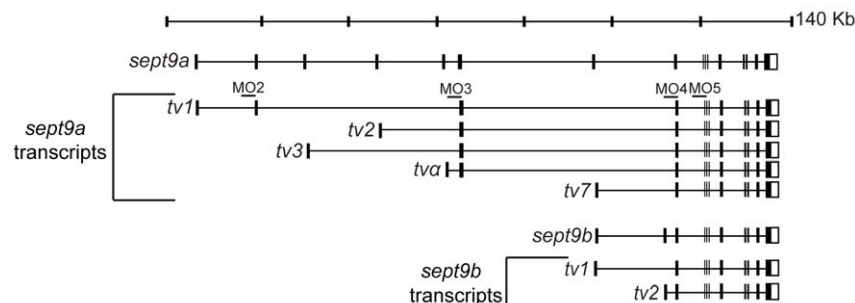 140 Kb
sept9a
MO2 MO3 MO4 MO5
tv1
sept9a
transcripts
tv2
tv3
tvα
tv7
sept9b
sept9b
transcripts
tv1
tv2